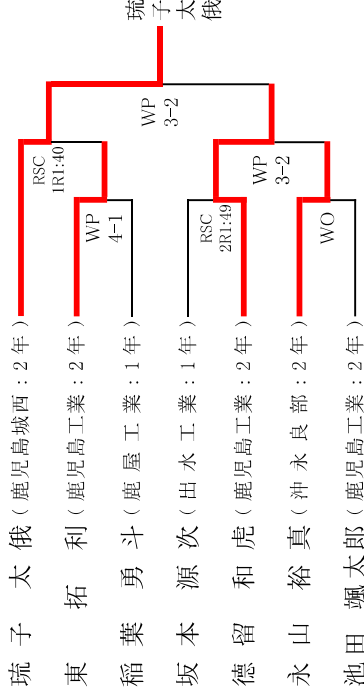 琉子太俄
WP 3-2
RSC 1R1:40
WP 3-2
WP 4-1
RSC 2R1:49
WO
琉子 太俄 (鹿児島城西:2年)
東 拓利 (鹿児島工業:2年)
稲葉 勇斗 (鹿屋工業:1年)
坂本 源次 (出水工業:1年)
德留 和虎 (鹿児島工業:2年)
永山 裕真 (沖永良部:2年)
池田 颯太郎 (鹿児島工業:2年)